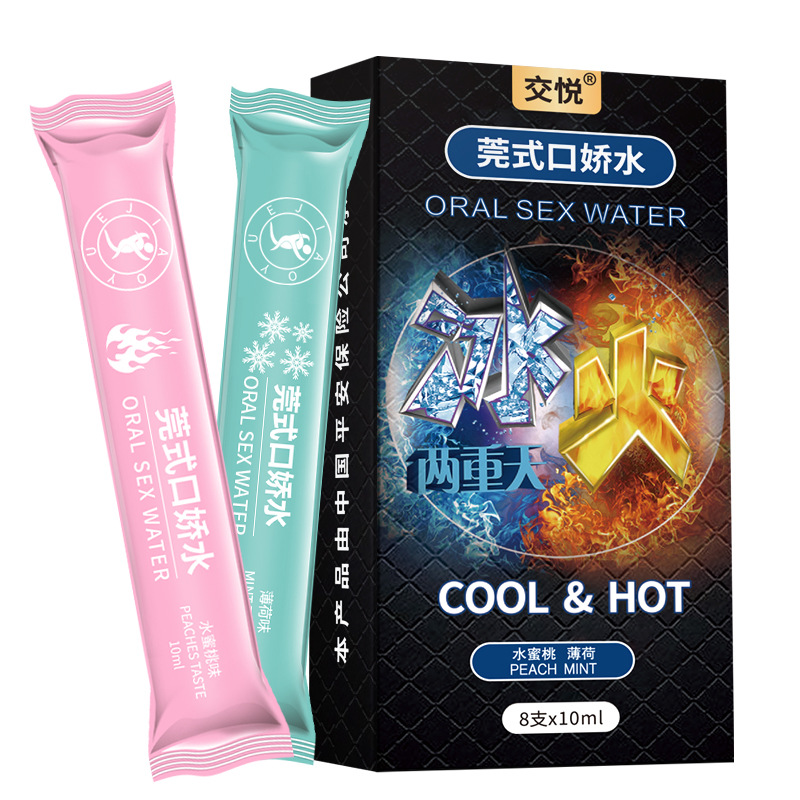 交悦®
莞式口娇水
ORAL SEX WATER
冰火
两重天
COOL & HOT
水蜜桃 薄荷
PEACH MINT
8支x10ml
本产品由中国平安保险公司
JIAOYUE
莞式口娇水
ORAL SEX WATER
水蜜桃味
PEACHES TASTE
10ml
莞式口娇水
ORAL SEX WATER
薄荷味
MINT